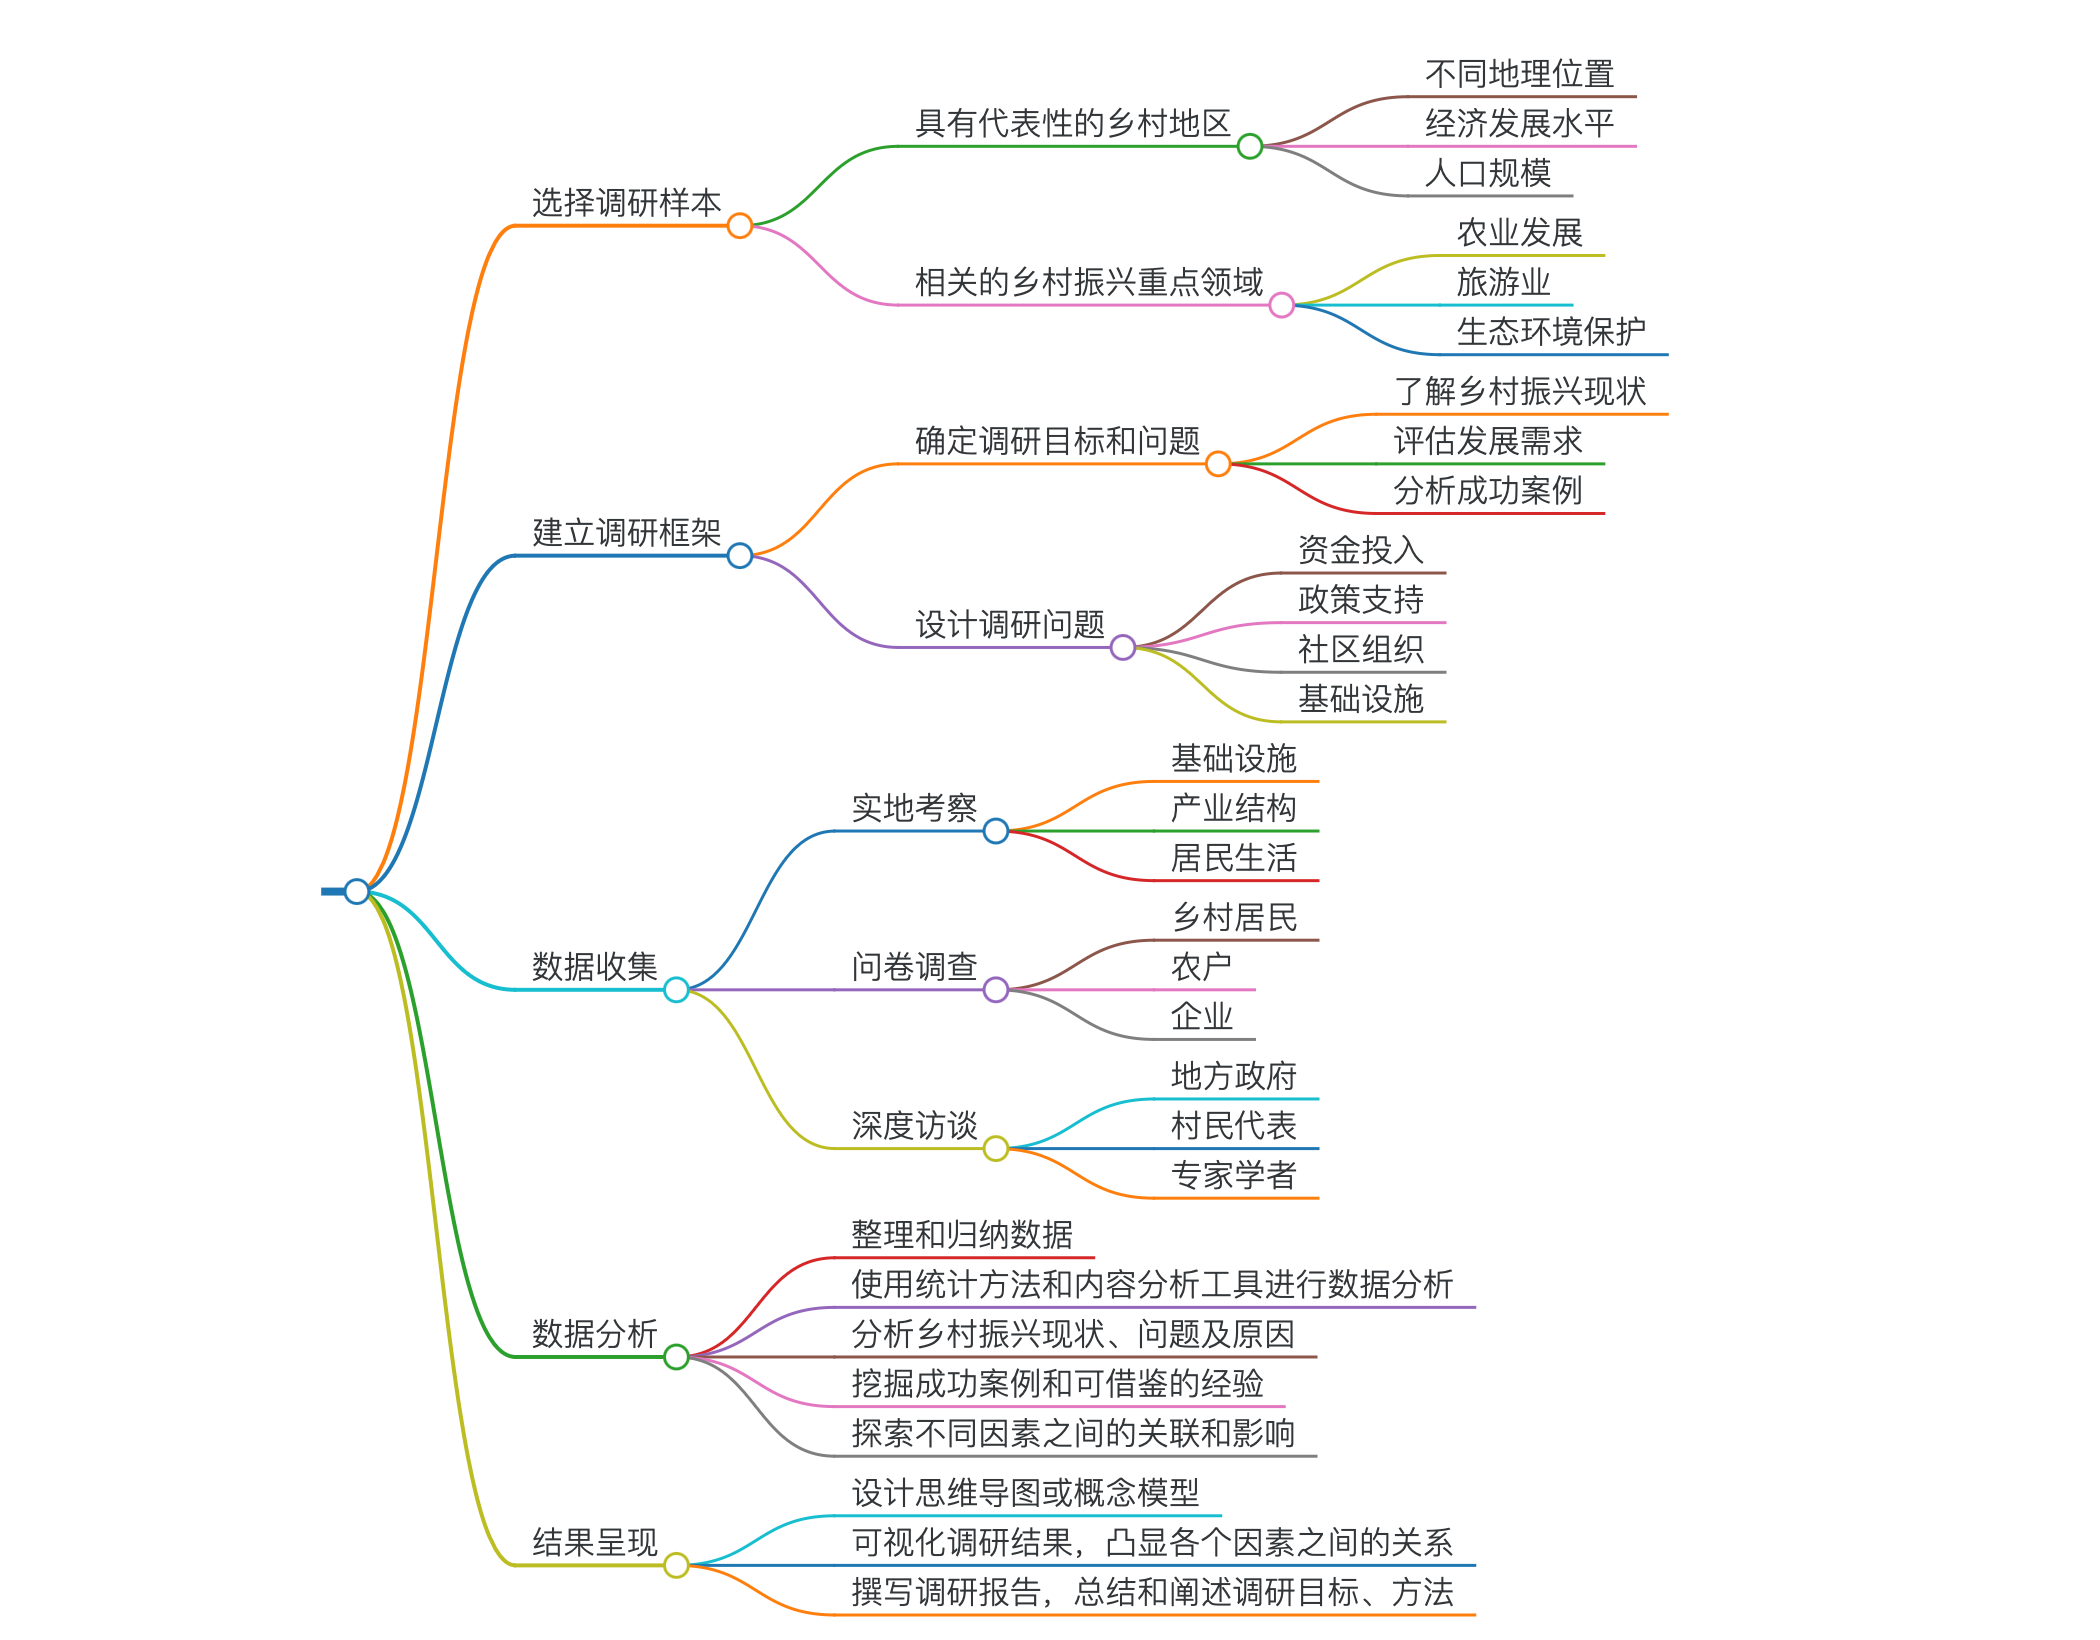 选择调研样本
具有代表性的乡村地区
不同地理位置
经济发展水平
人口规模
相关的乡村振兴重点领域
农业发展
旅游业
生态环境保护
建立调研框架
确定调研目标和问题
了解乡村振兴现状
评估发展需求
分析成功案例
设计调研问题
资金投入
政策支持
社区组织
基础设施
数据收集
实地考察
基础设施
产业结构
居民生活
问卷调查
乡村居民
农户
企业
深度访谈
地方政府
村民代表
专家学者
数据分析
整理和归纳数据
使用统计方法和内容分析工具进行数据分析
分析乡村振兴现状、问题及原因
挖掘成功案例和可借鉴的经验
探索不同因素之间的关联和影响
结果呈现
设计思维导图或概念模型
可视化调研结果，凸显各个因素之间的关系
撰写调研报告，总结和阐述调研目标、方法